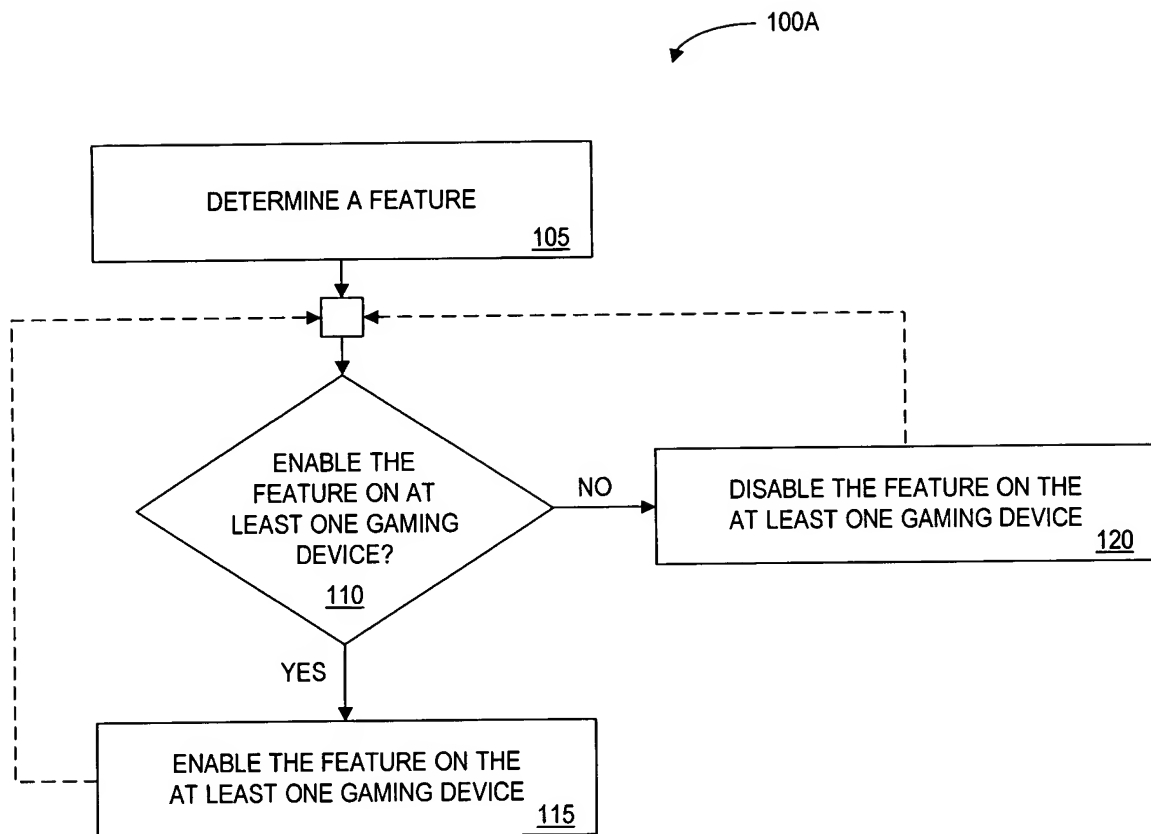 100A
DETERMINE A FEATURE
105
ENABLE THE
FEATURE ON AT
LEAST ONE GAMING
DEVICE?
110
NO
DISABLE THE FEATURE ON THE
AT LEAST ONE GAMING DEVICE
120
YES
ENABLE THE FEATURE ON THE
AT LEAST ONE GAMING DEVICE
115